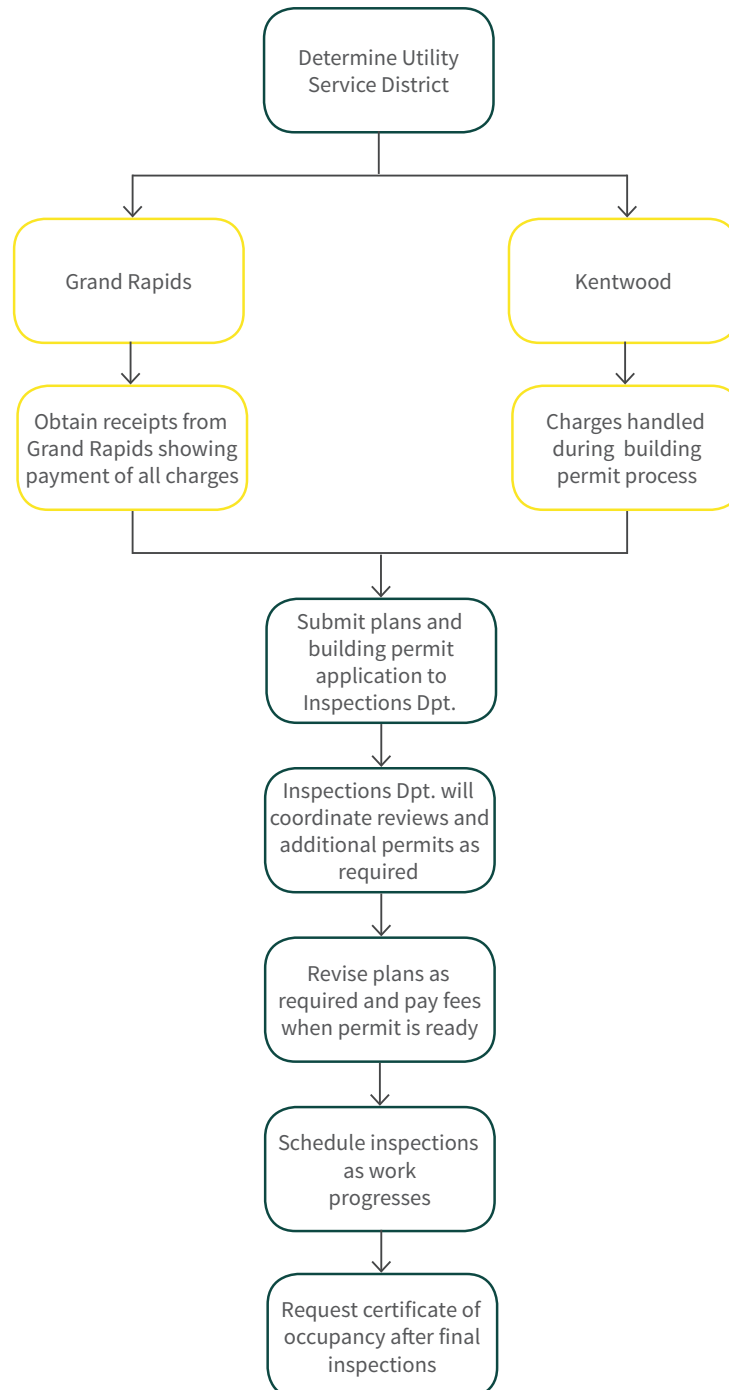 Determine Utility
Service District
Grand Rapids
Kentwood
Obtain receipts from
Grand Rapids showing
payment of all charges
Charges handled
during building
permit process
Submit plans and
building permit
application to
Inspections Dpt.
Inspections Dpt. will
coordinate reviews and
additional permits as
required
Revise plans as
required and pay fees
when permit is ready
Schedule inspections
as work
progresses
Request certificate of
occupancy after final
inspections